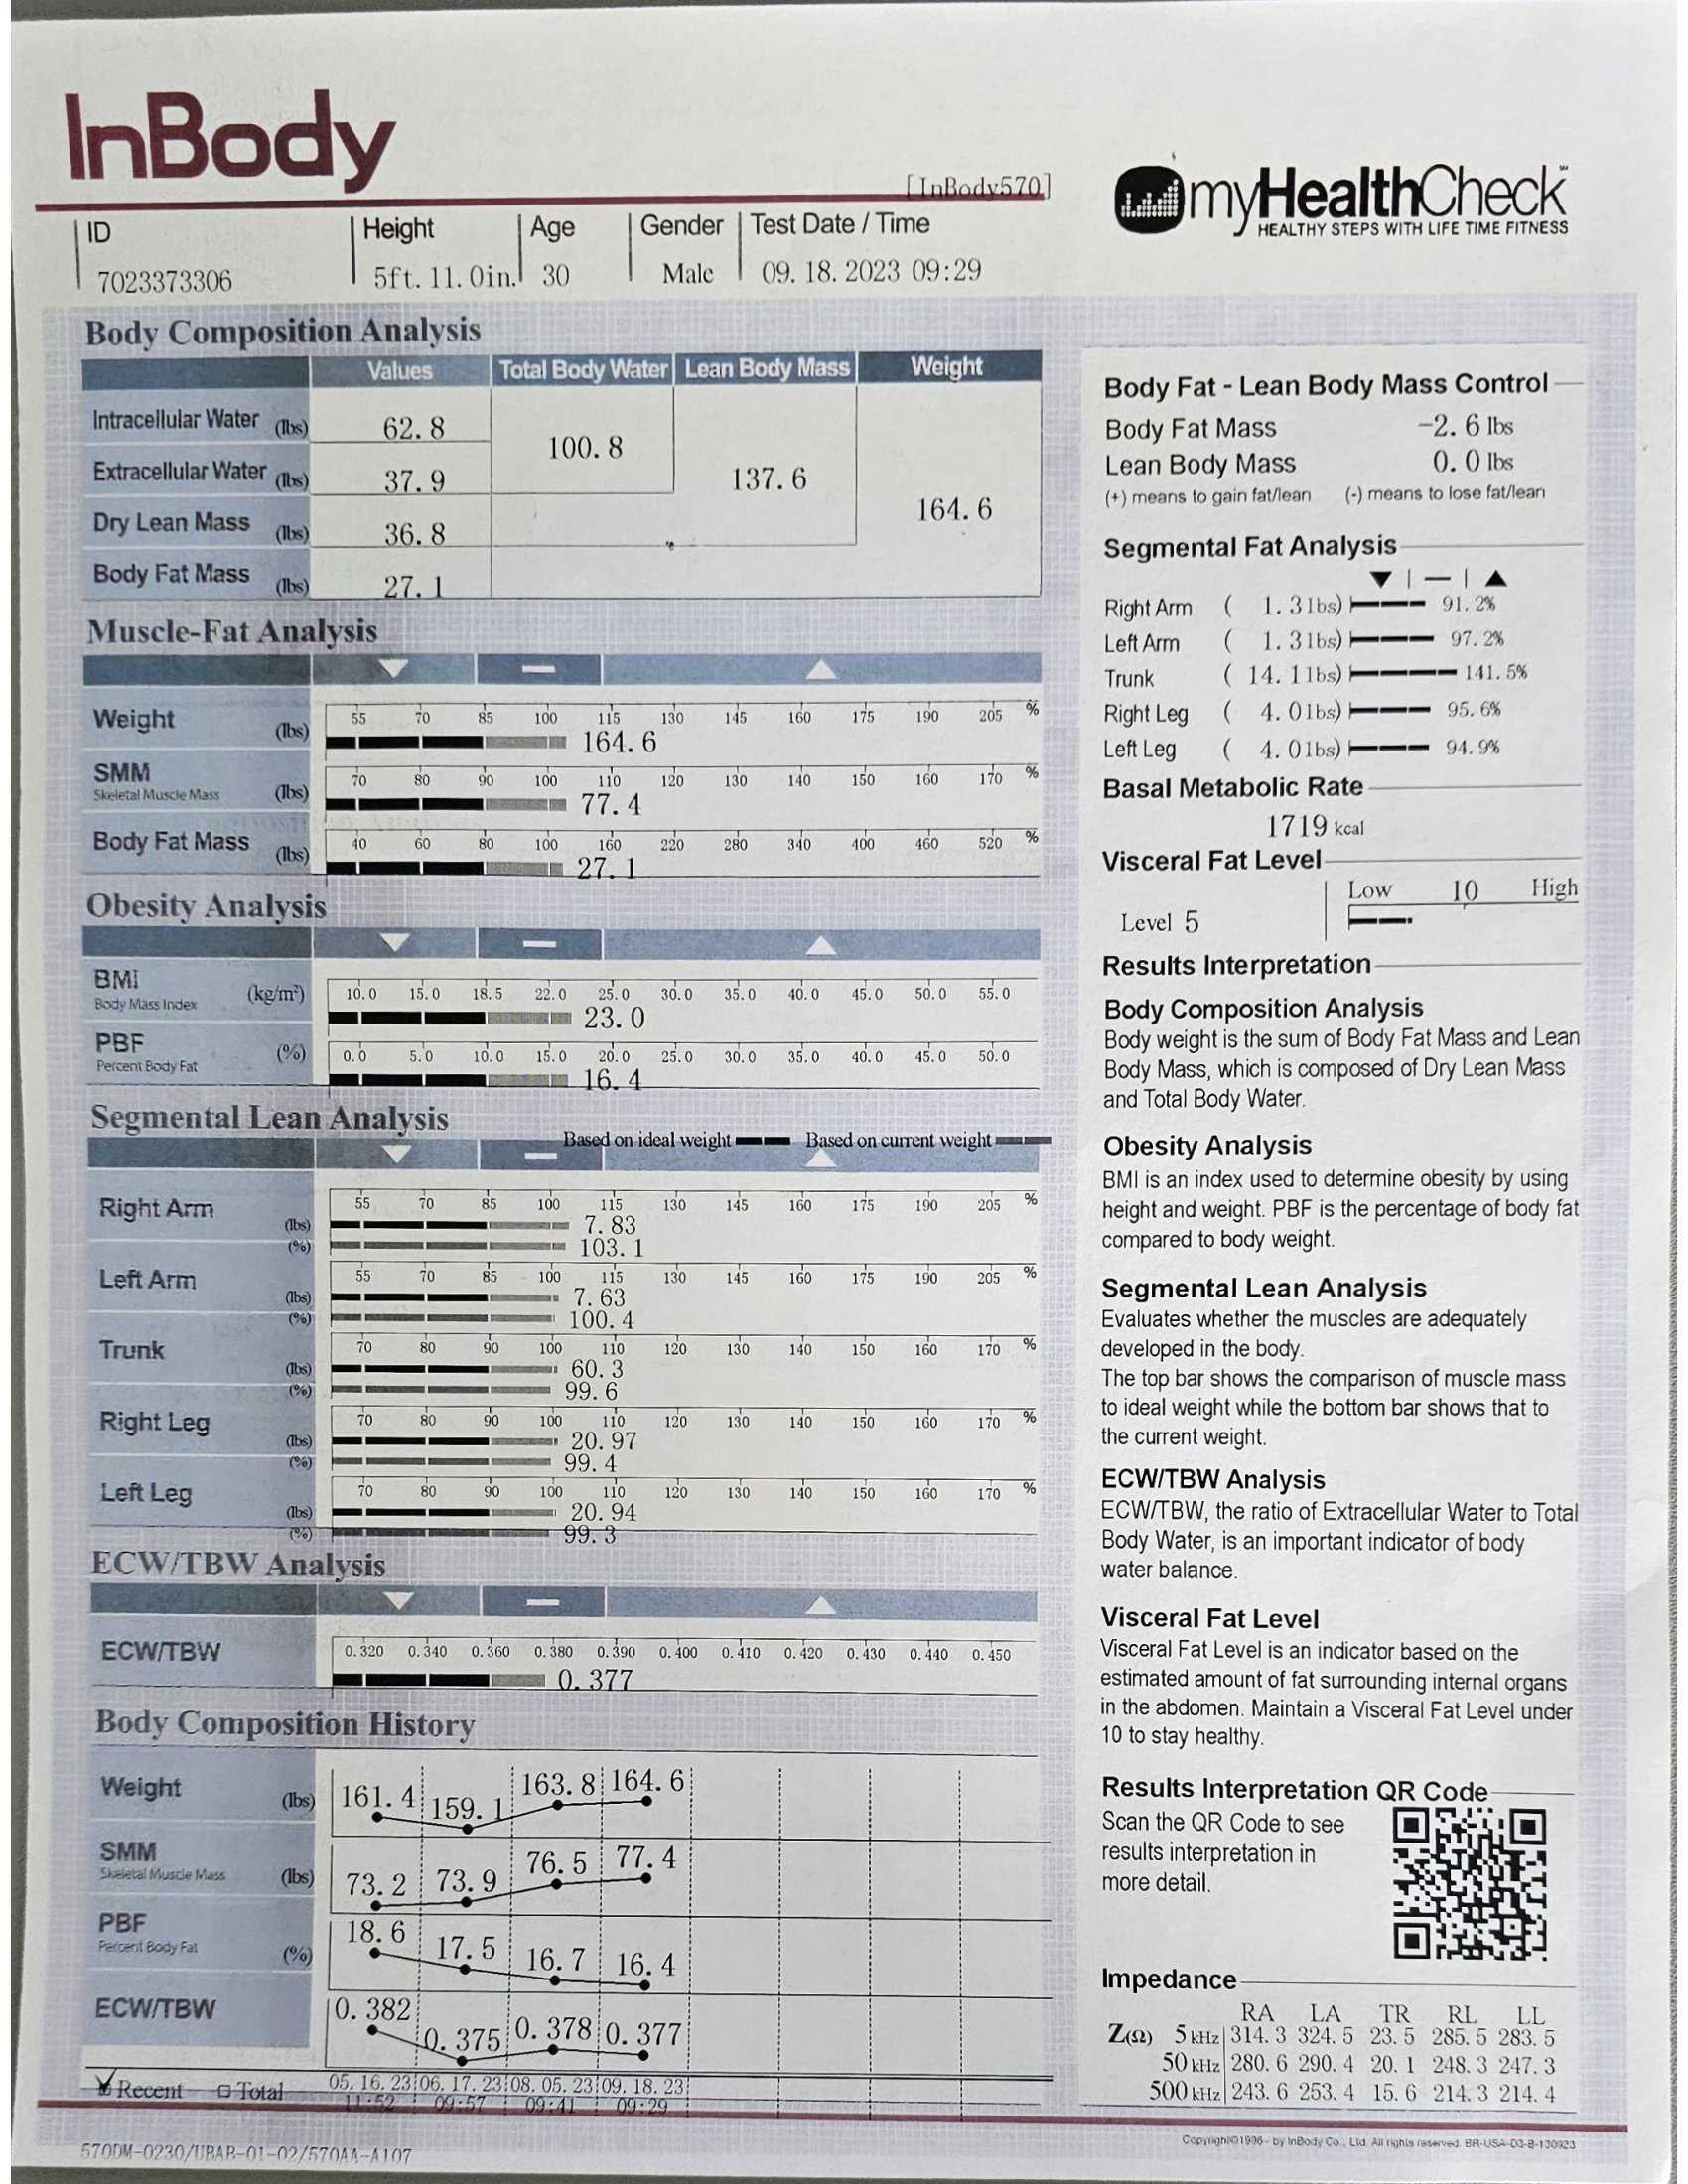 InBody
[InBody570]
myHealthCheck
HEALTHY STEPS WITH LIFE TIME FITNESS
ID Height Age Gender Test Date / Time
7023373306 5ft. 11. 0in. 30 Male 09. 18. 2023 09:29
Body Composition Analysis
Values Total Body Water Lean Body Mass Weight
Intracellular Water (lbs) 62. 8
100. 8
Extracellular Water (lbs) 37. 9
137. 6
164. 6
Dry Lean Mass (lbs) 36. 8
Body Fat Mass (lbs) 27. 1
Muscle-Fat Analysis
Weight (lbs) 55 70 85 100 115 130 145 160 175 190 205 %
164. 6
SMM Skeletal Muscle Mass (lbs) 70 80 90 100 110 120 130 140 150 160 170 %
77. 4
Body Fat Mass (lbs) 40 60 80 100 160 220 280 340 400 460 520 %
27. 1
Obesity Analysis
BMI Body Mass Index (kg/m²) 10. 0 15. 0 18. 5 22. 0 25. 0 30. 0 35. 0 40. 0 45. 0 50. 0 55. 0
23. 0
PBF Percent Body Fat (%) 0. 0 5. 0 10. 0 15. 0 20. 0 25. 0 30. 0 35. 0 40. 0 45. 0 50. 0
16. 4
Segmental Lean Analysis
Based on ideal weight Based on current weight
Right Arm 55 70 85 100 115 130 145 160 175 190 205 %
(lbs) 7. 83
(%) 103. 1
Left Arm 55 70 85 100 115 130 145 160 175 190 205 %
(lbs) 7. 63
(%) 100. 4
Trunk 70 80 90 100 110 120 130 140 150 160 170 %
(lbs) 60. 3
(%) 99. 6
Right Leg 70 80 90 100 110 120 130 140 150 160 170 %
(lbs) 20. 97
(%) 99. 4
Left Leg 70 80 90 100 110 120 130 140 150 160 170 %
(lbs) 20. 94
(%) 99. 3
ECW/TBW Analysis
ECW/TBW 0. 320 0. 340 0. 360 0. 380 0. 390 0. 400 0. 410 0. 420 0. 430 0. 440 0. 450
0. 377
Body Composition History
Weight (lbs) 161. 4 159. 1 163. 8 164. 6
SMM Skeletal Muscle Mass (lbs) 73. 2 73. 9 76. 5 77. 4
PBF Percent Body Fat (%) 18. 6 17. 5 16. 7 16. 4
ECW/TBW 0. 382 0. 375 0. 378 0. 377
Recent Total 05. 16. 23 06. 17. 23 08. 05. 23 09. 18. 23
11:52 09:57 09:41 09:29
570DM-0230/UBAB-01-02/570AA-A107
Body Fat - Lean Body Mass Control
Body Fat Mass -2. 6 lbs
Lean Body Mass 0. 0 lbs
(+) means to gain fat/lean (-) means to lose fat/lean
Segmental Fat Analysis
Right Arm ( 1. 3lbs) 91. 2%
Left Arm ( 1. 3lbs) 97. 2%
Trunk ( 14. 1lbs) 141. 5%
Right Leg ( 4. 0lbs) 95. 6%
Left Leg ( 4. 0lbs) 94. 9%
Basal Metabolic Rate
1719 kcal
Visceral Fat Level
Low 10 High
Level 5
Results Interpretation
Body Composition Analysis
Body weight is the sum of Body Fat Mass and Lean
Body Mass, which is composed of Dry Lean Mass
and Total Body Water.
Obesity Analysis
BMI is an index used to determine obesity by using
height and weight. PBF is the percentage of body fat
compared to body weight.
Segmental Lean Analysis
Evaluates whether the muscles are adequately
developed in the body.
The top bar shows the comparison of muscle mass
to ideal weight while the bottom bar shows that to
the current weight.
ECW/TBW Analysis
ECW/TBW, the ratio of Extracellular Water to Total
Body Water, is an important indicator of body
water balance.
Visceral Fat Level
Visceral Fat Level is an indicator based on the
estimated amount of fat surrounding internal organs
in the abdomen. Maintain a Visceral Fat Level under
10 to stay healthy.
Results Interpretation QR Code
Scan the QR Code to see
results interpretation in
more detail.
Impedance
RA LA TR RL LL
Z(Ω) 5 kHz 314. 3 324. 5 23. 5 285. 5 283. 5
50 kHz 280. 6 290. 4 20. 1 248. 3 247. 3
500 kHz 243. 6 253. 4 15. 6 214. 3 214. 4
Copyright©1996~ by InBody Co., Ltd. All rights reserved. BR-USA-D3-B-130923